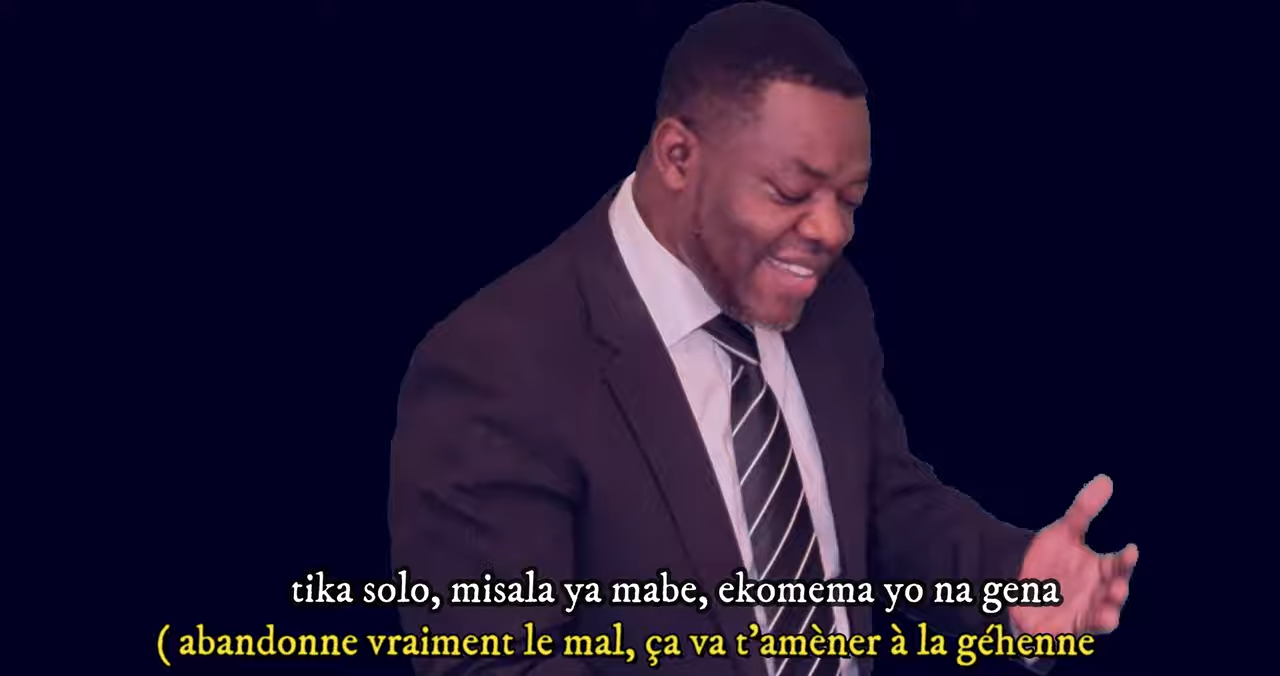 tika solo, misala ya mabe, ekomema yo na gena
( abandonne vraiment le mal, ça va t'amèner à la géhenne